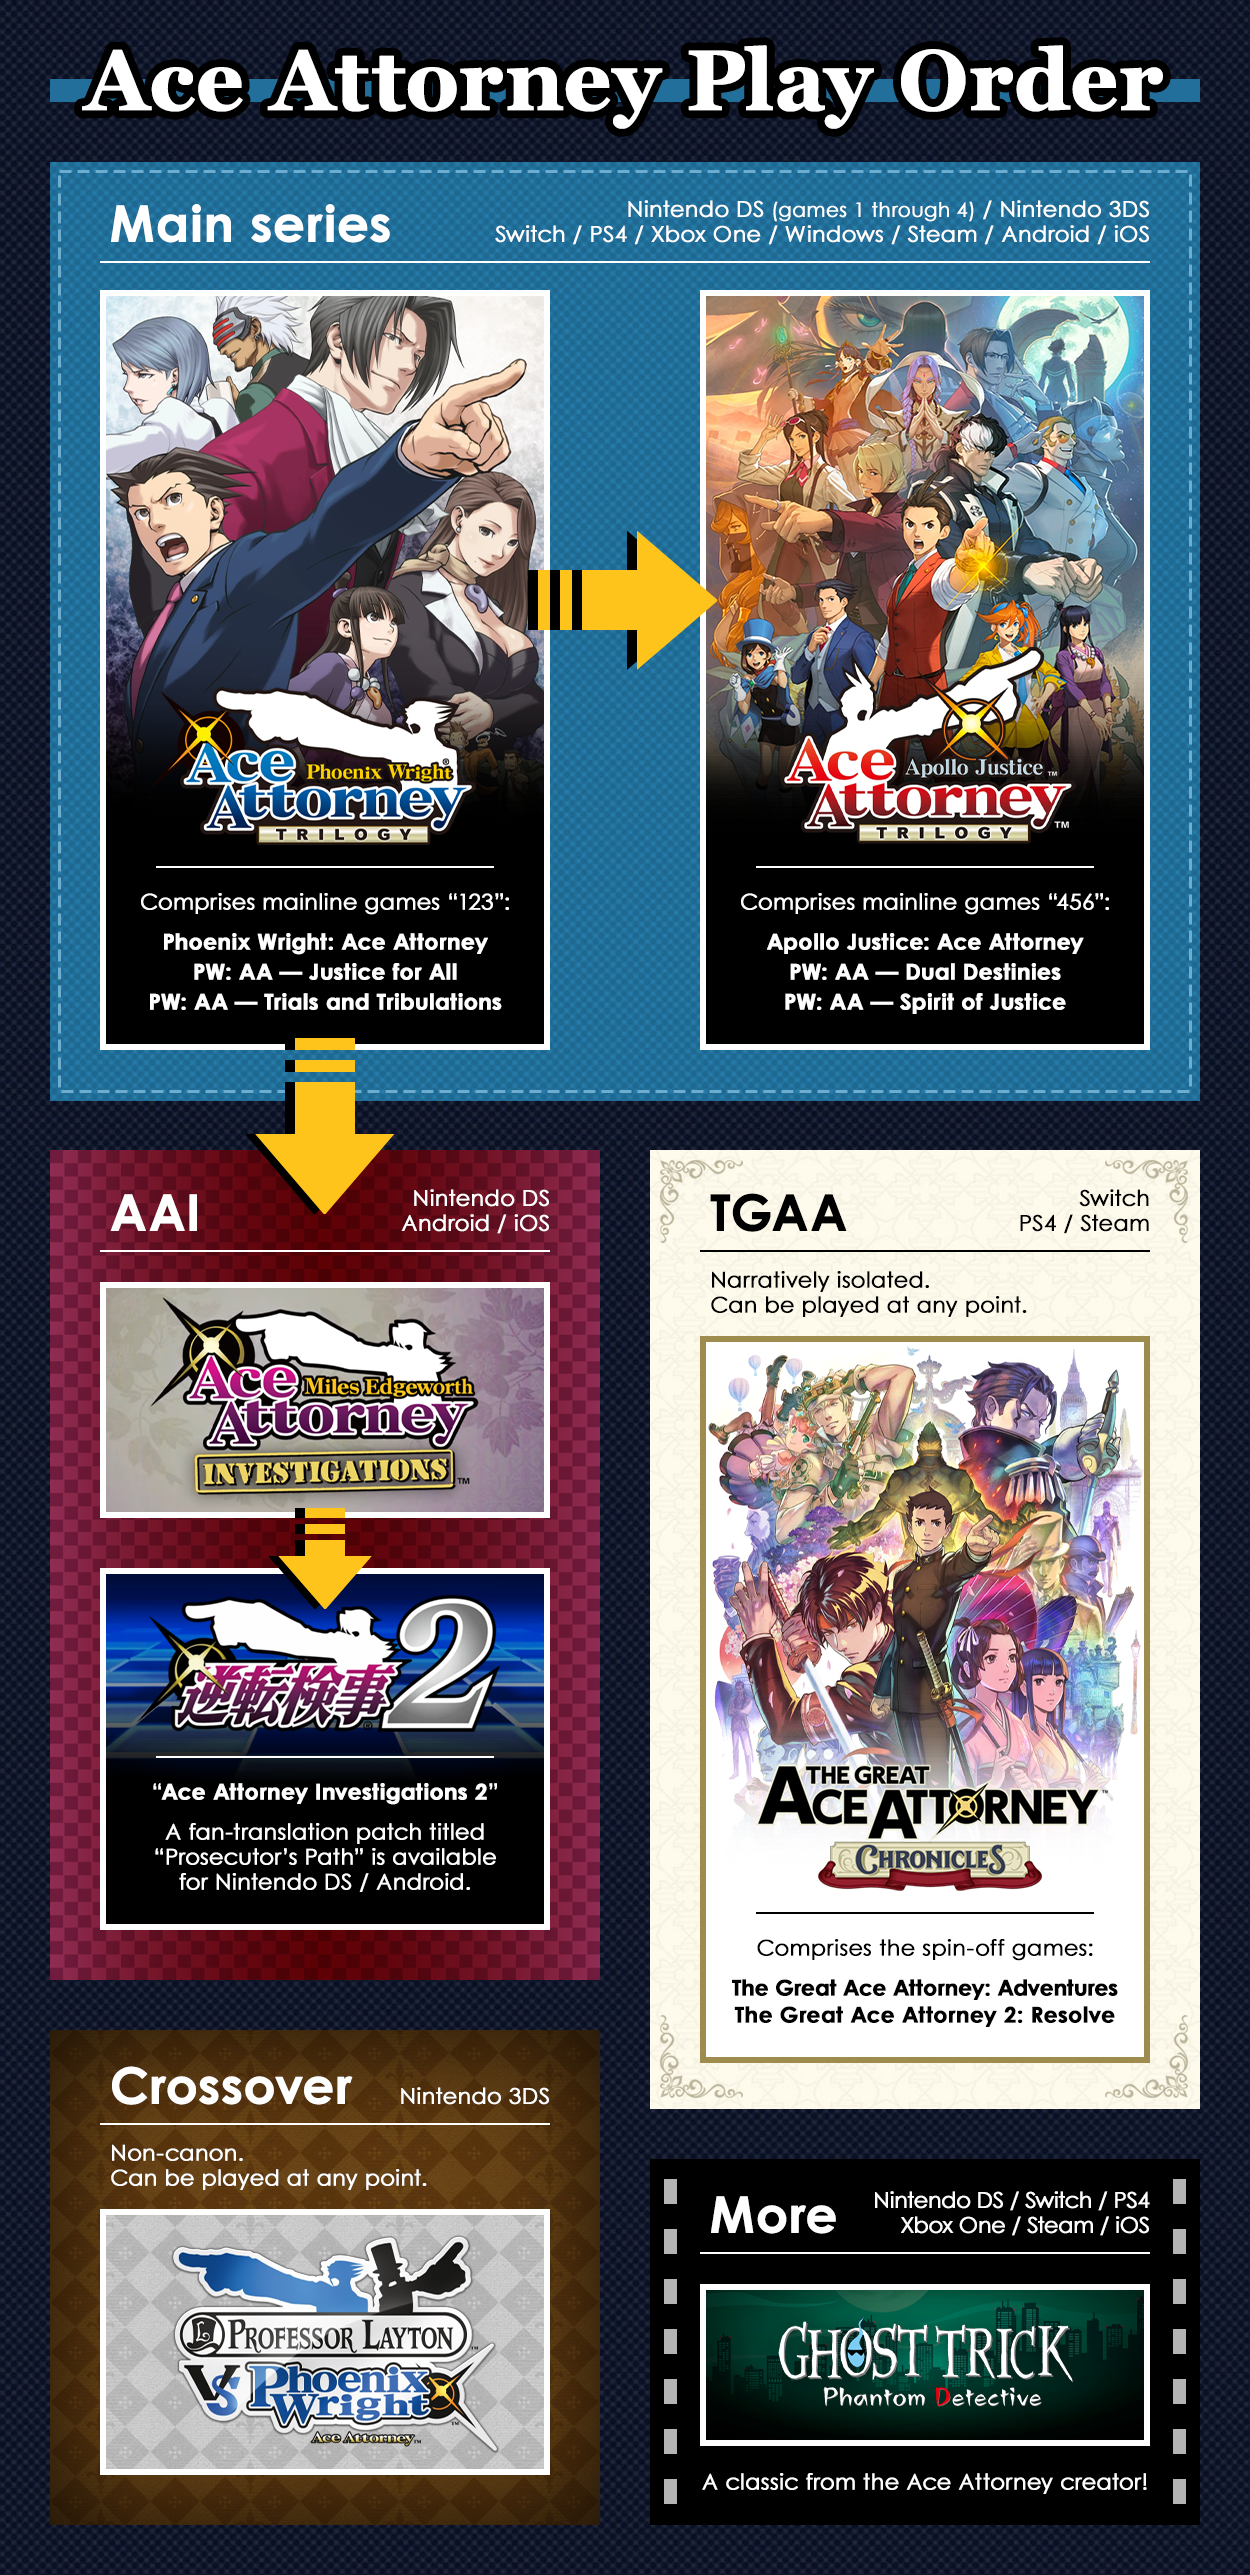 Ace Attorney Play Order
Main series
Nintendo DS (games 1 through 4) / Nintendo 3DS
Switch / PS4 / Xbox One / Windows / Steam / Android / iOS
Ace
Phoenix Wright®
Attorney
TRILOGY
Comprises mainline games “123”:
Phoenix Wright: Ace Attorney
PW: AA — Justice for All
PW: AA — Trials and Tribulations
Ace
Apollo Justice™
Attorney™
TRILOGY
Comprises mainline games “456”:
Apollo Justice: Ace Attorney
PW: AA — Dual Destinies
PW: AA — Spirit of Justice
AAI
Nintendo DS
Android / iOS
Ace
Miles Edgeworth
Attorney
INVESTIGATIONS™
逆転検事2
“Ace Attorney Investigations 2”
A fan-translation patch titled
“Prosecutor’s Path” is available
for Nintendo DS / Android.
TGAA
Switch
PS4 / Steam
Narratively isolated.
Can be played at any point.
THE GREAT
ACE ATTORNEY™
CHRONICLES
Comprises the spin-off games:
The Great Ace Attorney: Adventures
The Great Ace Attorney 2: Resolve
Crossover
Nintendo 3DS
Non-canon.
Can be played at any point.
L PROFESSOR LAYTON™
VS Phoenix
Wright™
Ace Attorney™
More
Nintendo DS / Switch / PS4
Xbox One / Steam / iOS
GHOST TRICK
Phantom Detective
A classic from the Ace Attorney creator!